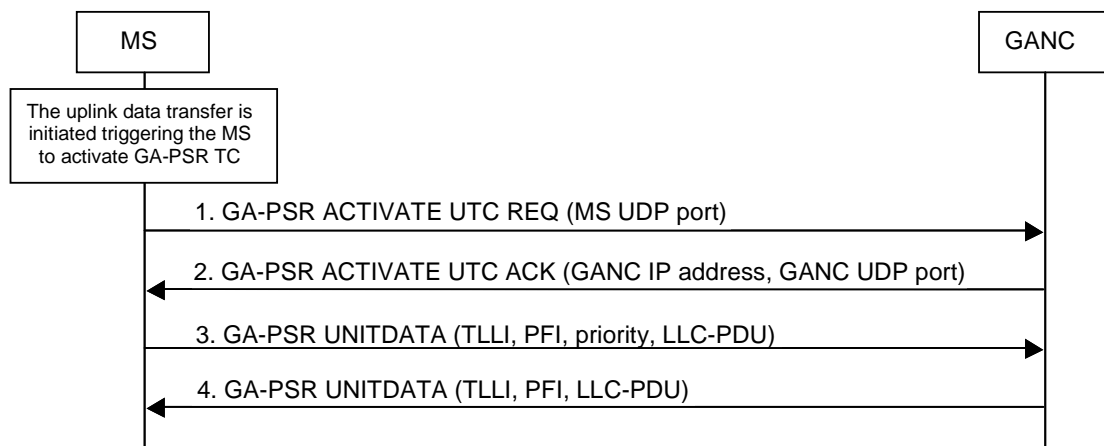 MS
GANC
The uplink data transfer is
initiated triggering the MS
to activate GA-PSR TC
1. GA-PSR ACTIVATE UTC REQ (MS UDP port)
2. GA-PSR ACTIVATE UTC ACK (GANC IP address, GANC UDP port)
3. GA-PSR UNITDATA (TLLI, PFI, priority, LLC-PDU)
4. GA-PSR UNITDATA (TLLI, PFI, LLC-PDU)